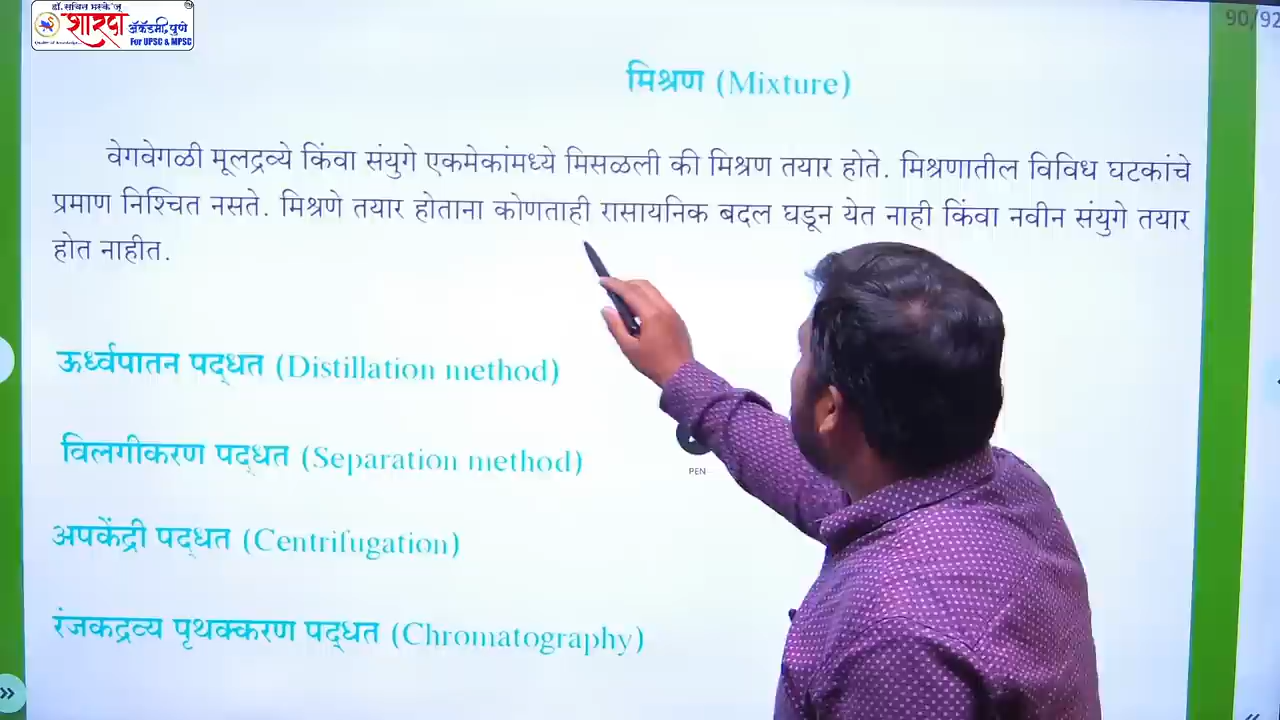 डॉ. सचिन भस्के'ज्
शारदा
अॅकॅडमी, पुणे
For UPSC & MPSC
90/92
मिश्रण (Mixture)
वेगवेगळी मूलद्रव्ये किंवा संयुगे एकमेकांमध्ये मिसळली की मिश्रण तयार होते. मिश्रणातील विविध घटकांचे
प्रमाण निश्चित नसते. मिश्रणे तयार होताना कोणताही रासायनिक बदल घडून येत नाही किंवा नवीन संयुगे तयार
होत नाहीत.
ऊर्ध्वपातन पद्धत (Distillation method)
विलगीकरण पद्धत (Separation method)
PEN
अपकेंद्री पद्धत (Centrifugation)
रंजकद्रव्य पृथक्करण पद्धत (Chromatography)